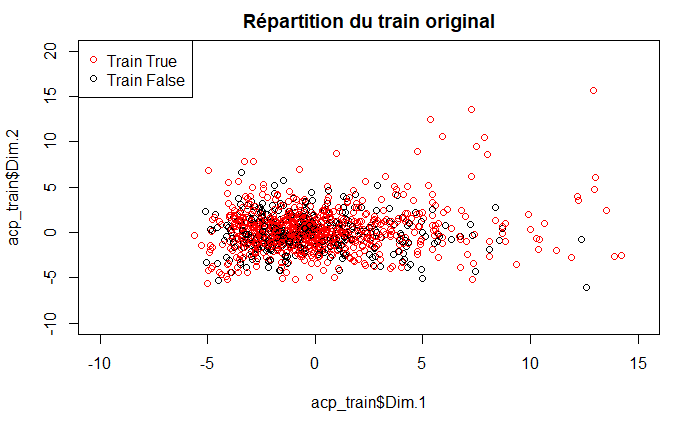 Répartition du train original
Train True
Train False
20
15
10
5
0
-5
-10
acp_train$Dim.2
-10 -5 0 5 10 15
acp_train$Dim.1